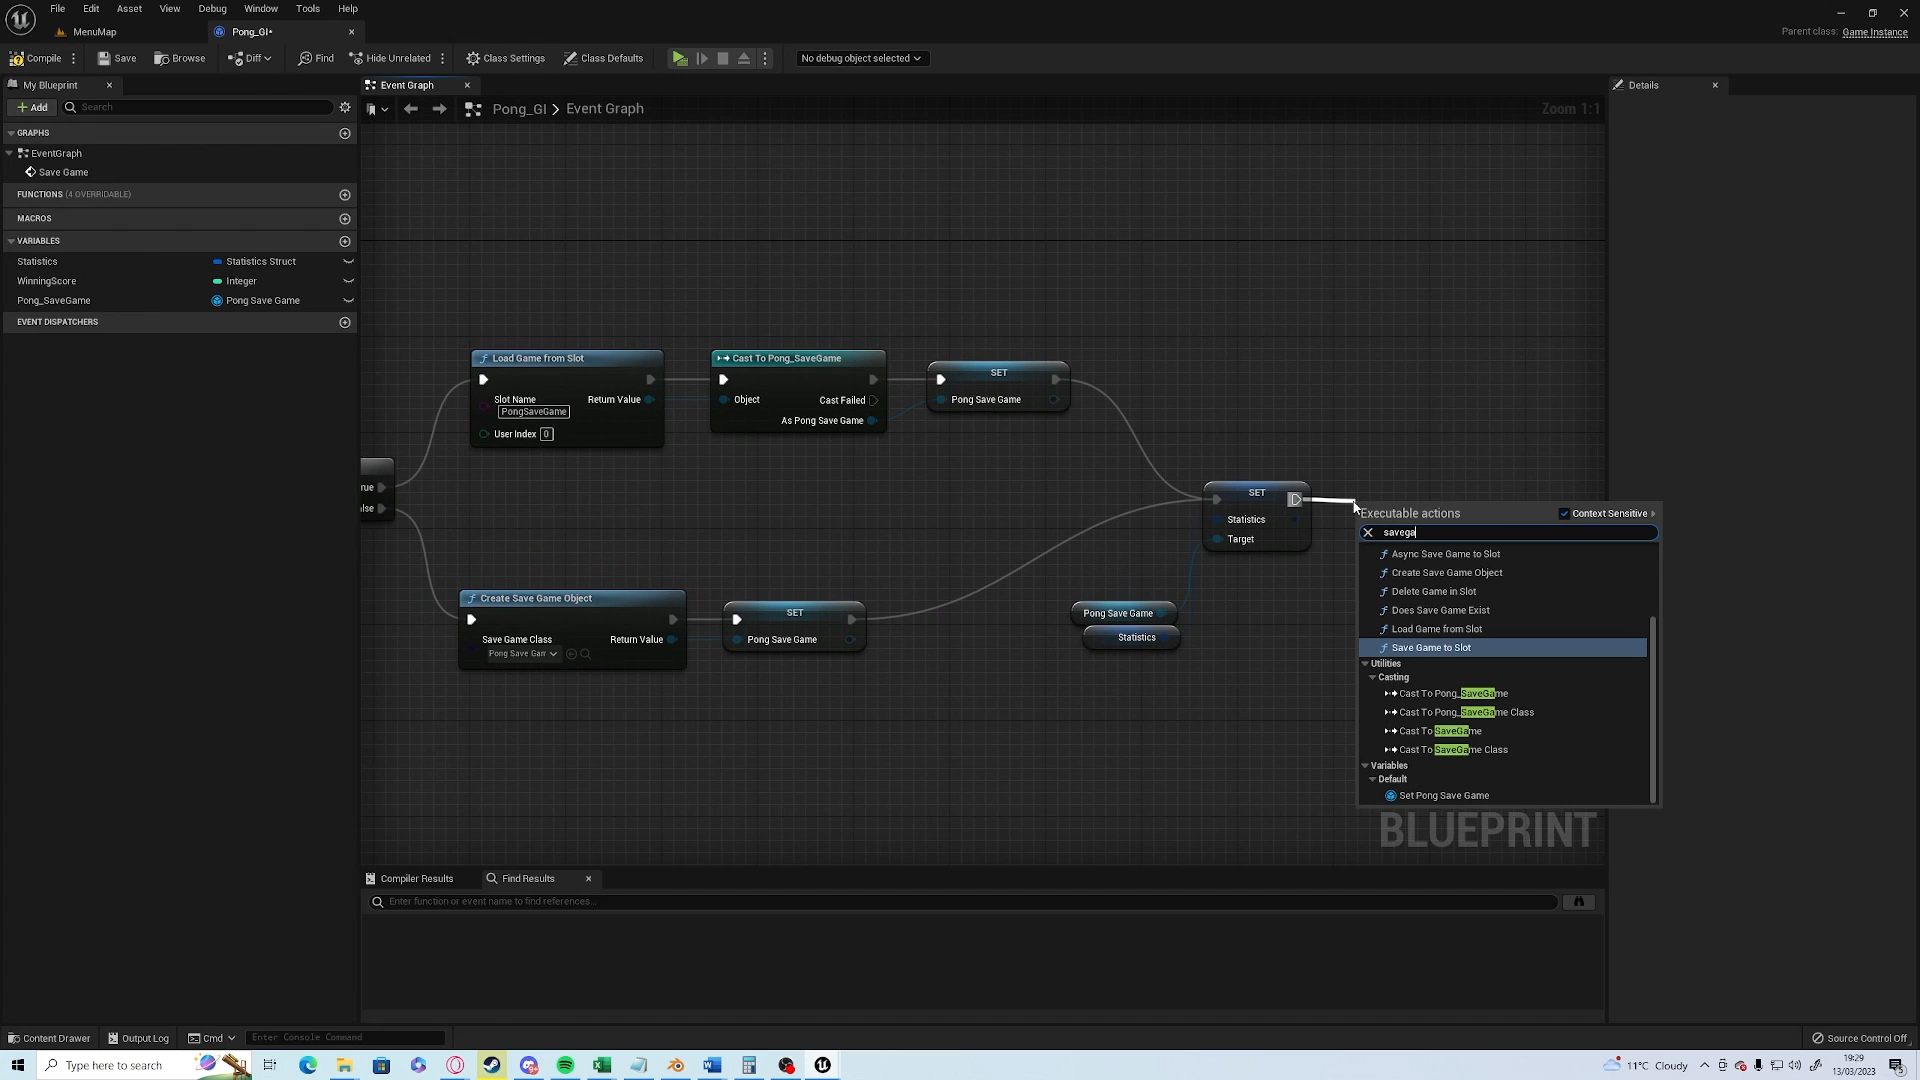 File Edit Asset View Debug Window Tools Help
MenuMap
Pong_GI•
Parent class: Game Instance
Compile
Save
Browse
Diff
Find
Hide Unrelated
Class Settings
Class Defaults
No debug object selected
My Blueprint
Event Graph
Details
Add
Search
Pong_GI > Event Graph
Zoom 1:1
GRAPHS
EventGraph
Save Game
FUNCTIONS (4 OVERRIDABLE)
MACROS
VARIABLES
Statistics Statistics Struct
WinningScore Integer
Pong_SaveGame Pong Save Game
EVENT DISPATCHERS
Load Game from Slot
Slot Name
PongSaveGame
Return Value
User Index 0
Cast To Pong_SaveGame
Object
Cast Failed
As Pong Save Game
SET
Pong Save Game
rue
alse
SET
Statistics
Target
Create Save Game Object
Save Game Class
Pong Save Gam
Return Value
SET
Pong Save Game
Pong Save Game
Statistics
Executable actions
Context Sensitive
savega
Async Save Game to Slot
Create Save Game Object
Delete Game in Slot
Does Save Game Exist
Load Game from Slot
Save Game to Slot
Utilities
Casting
Cast To Pong_SaveGame
Cast To Pong_SaveGame Class
Cast To SaveGame
Cast To SaveGame Class
Variables
Default
Set Pong Save Game
BLUEPRINT
Compiler Results
Find Results
Enter function or event name to find references...
Content Drawer
Output Log
Cmd
Enter Console Command
Source Control Off
Type here to search
11°C Cloudy
19:29
13/03/2023